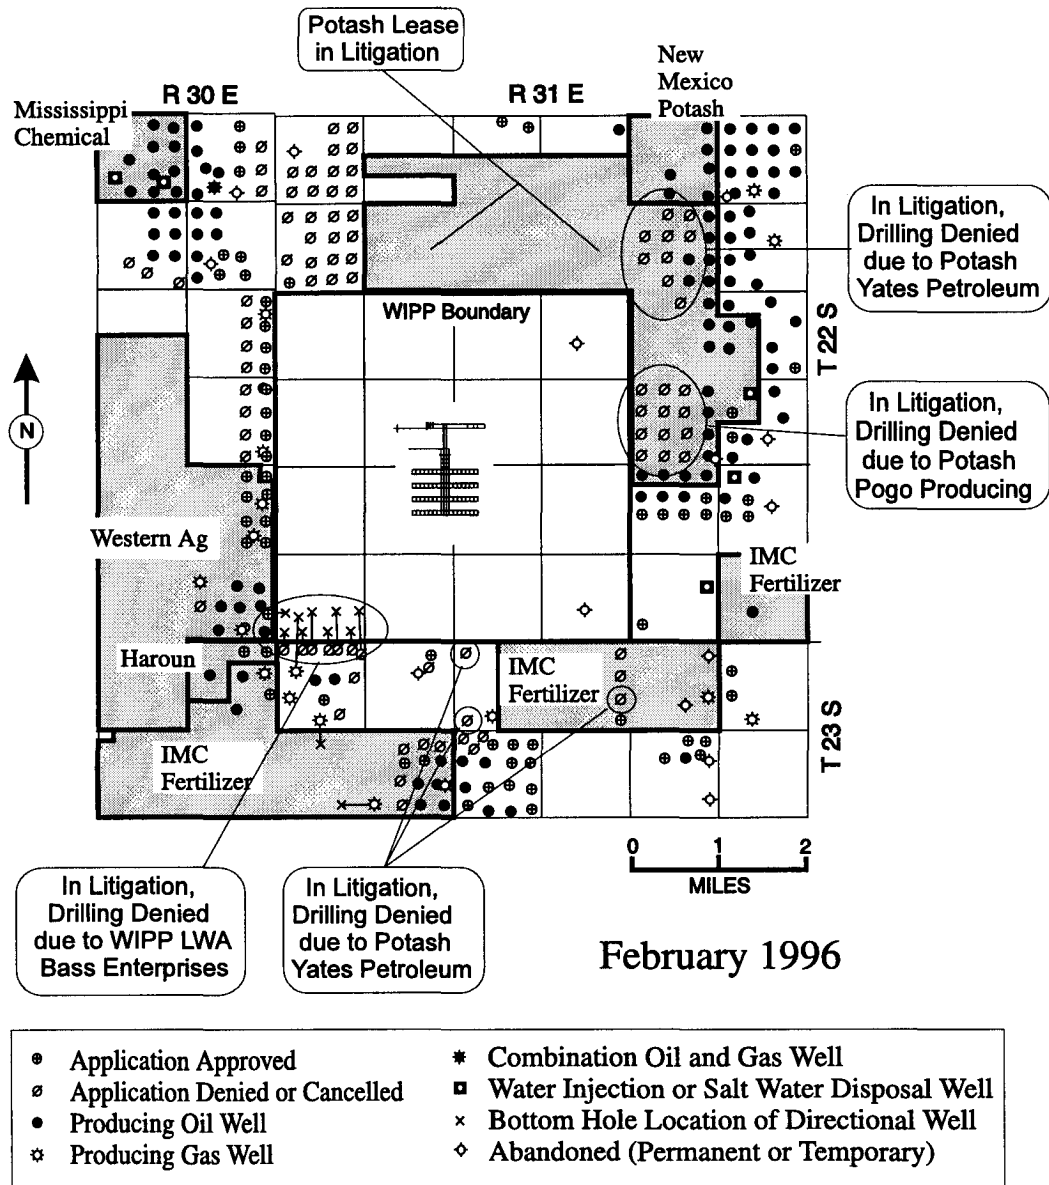 Potash Lease
in Litigation
New
Mexico
Potash
R 30 E
R 31 E
Mississippi
Chemical
In Litigation,
Drilling Denied
due to Potash
Yates Petroleum
WIPP Boundary
T 22 S
N
In Litigation,
Drilling Denied
due to Potash
Pogo Producing
Western Ag
IMC
Fertilizer
Haroun
IMC
Fertilizer
IMC
Fertilizer
T 23 S
0 1 2
MILES
In Litigation,
Drilling Denied
due to WIPP LWA
Bass Enterprises
In Litigation,
Drilling Denied
due to Potash
Yates Petroleum
February 1996
Application Approved
Application Denied or Cancelled
Producing Oil Well
Producing Gas Well
Combination Oil and Gas Well
Water Injection or Salt Water Disposal Well
Bottom Hole Location of Directional Well
Abandoned (Permanent or Temporary)